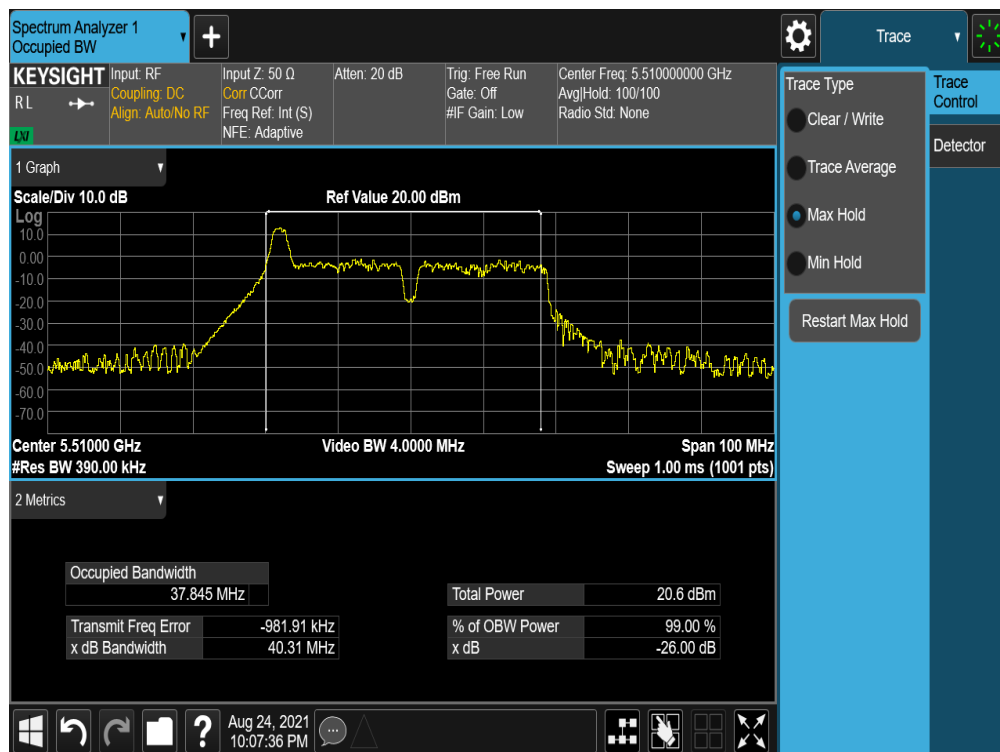 Spectrum Analyzer 1
Occupied BW
+
Trace
KEYSIGHT
R L
LXI
Input: RF
Coupling: DC
Align: Auto/No RF
Input Z: 50 Ω
Corr CCorr
Freq Ref: Int (S)
NFE: Adaptive
Atten: 20 dB
Trig: Free Run
Gate: Off
#IF Gain: Low
Center Freq: 5.510000000 GHz
Avg|Hold: 100/100
Radio Std: None
Trace Type
Clear / Write
Trace Average
Max Hold
Min Hold
Restart Max Hold
Trace
Control
Detector
1 Graph
Scale/Div 10.0 dB
Ref Value 20.00 dBm
Log
10.0
0.00
-10.0
-20.0
-30.0
-40.0
-50.0
-60.0
-70.0
Center 5.51000 GHz
Video BW 4.0000 MHz
Span 100 MHz
#Res BW 390.00 kHz
Sweep 1.00 ms (1001 pts)
2 Metrics
Occupied Bandwidth
37.845 MHz
Total Power 20.6 dBm
Transmit Freq Error -981.91 kHz
% of OBW Power 99.00 %
x dB Bandwidth 40.31 MHz
x dB -26.00 dB
?
Aug 24, 2021
10:07:36 PM